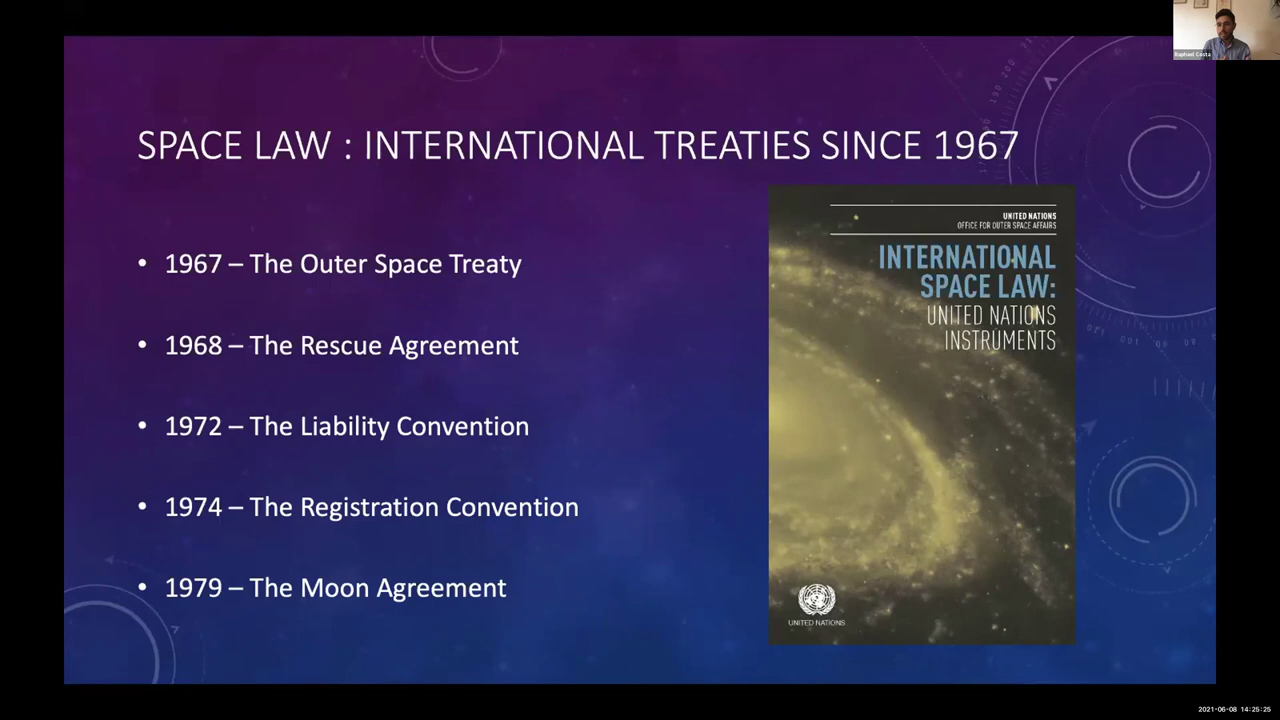 Raphael Costa
SPACE LAW : INTERNATIONAL TREATIES SINCE 1967
• 1967 – The Outer Space Treaty
• 1968 – The Rescue Agreement
• 1972 – The Liability Convention
• 1974 – The Registration Convention
• 1979 – The Moon Agreement
UNITED NATIONS
OFFICE FOR OUTER SPACE AFFAIRS
INTERNATIONAL
SPACE LAW:
UNITED NATIONS
INSTRUMENTS
UNITED NATIONS
2021-06-08 14:25:25